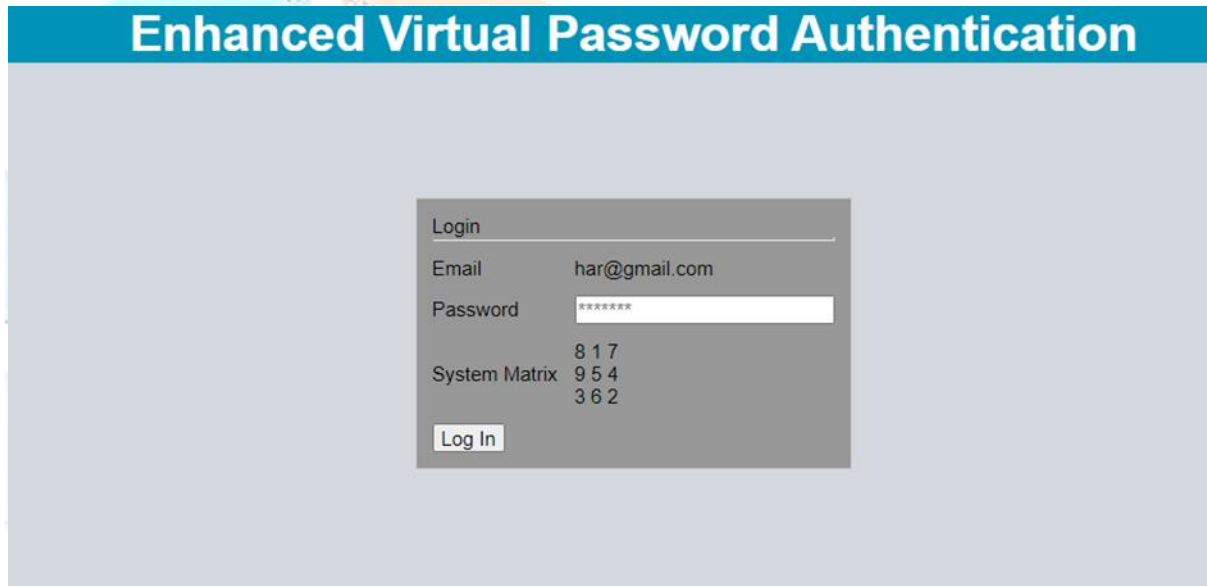 Enhanced Virtual Password Authentication
Login
Email har@gmail.com
Password *******
System Matrix
8 1 7
9 5 4
3 6 2
Log In